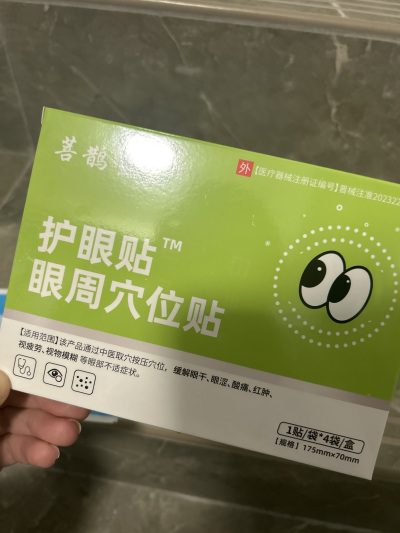 菩鹊
外【医疗器械注册证编号】晋械注准2023222
护眼贴™
眼周穴位贴
【适用范围】该产品通过中医取穴按压穴位，缓解眼干、眼涩、酸痛、红肿、
视疲劳、视物模糊 等眼部不适症状。
1贴/袋*4袋/盒
【规格】175mm×70mm